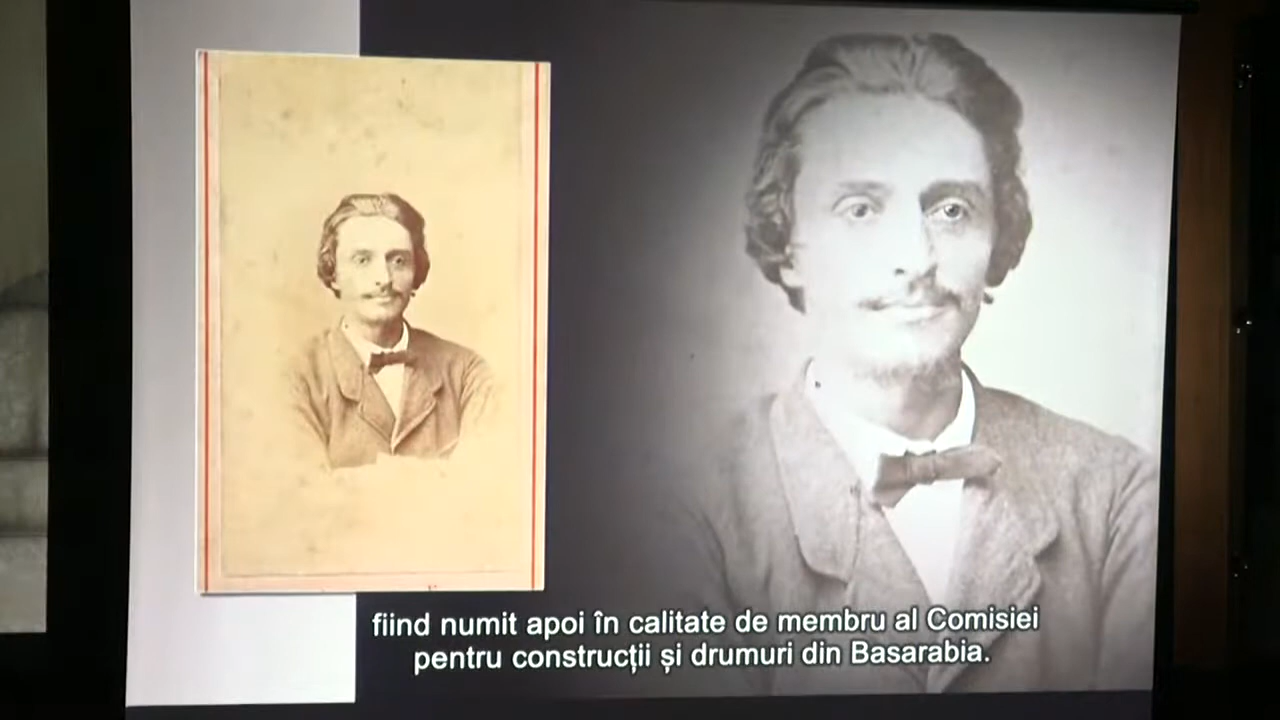 fiind numit apoi în calitate de membru al Comisiei
pentru construcții și drumuri din Basarabia.